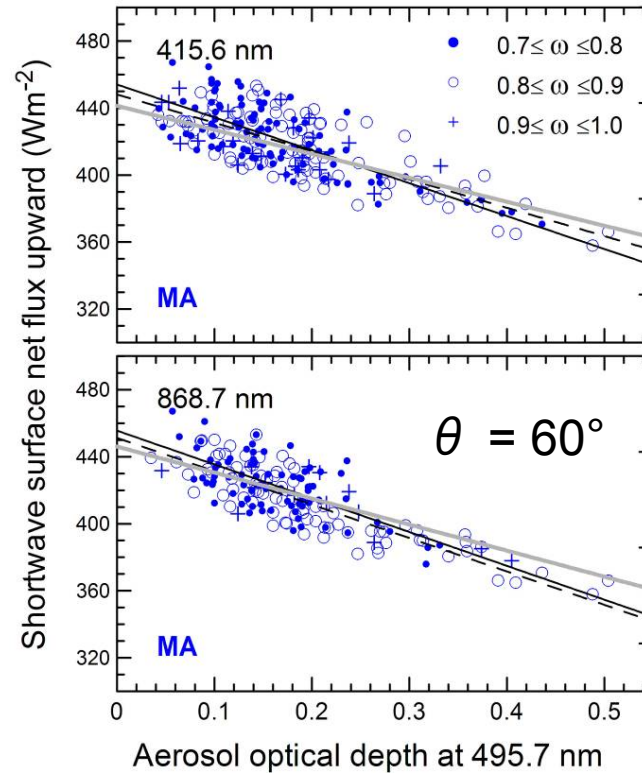 Shortwave surface net flux upward (Wm⁻²)
480
440
400
360
320
415.6 nm
• 0.7≤ ω ≤0.8
○ 0.8≤ ω ≤0.9
+ 0.9≤ ω ≤1.0
MA
480
440
400
360
320
868.7 nm
θ = 60°
MA
0 0.1 0.2 0.3 0.4 0.5
Aerosol optical depth at 495.7 nm